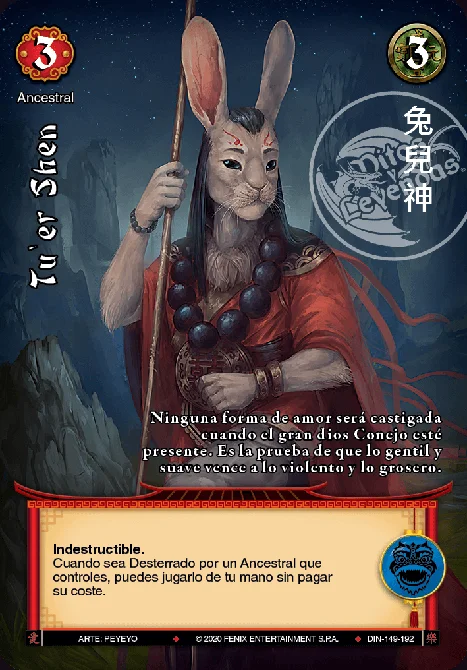 3
3
Ancestral
Tu'er Shen
兔兒神
Mitos y
Leyendas
Ninguna forma de amor será castigada
cuando el gran dios Conejo esté
presente. Es la prueba de que lo gentil y
suave vence a lo violento y lo grosero.
Indestructible.
Cuando sea Desterrado por un Ancestral que
controles, puedes jugarlo de tu mano sin pagar
su coste.
ARTE: PEYEYO © 2020 FENIX ENTERTAINMENT S.P.A. DIN-149-192